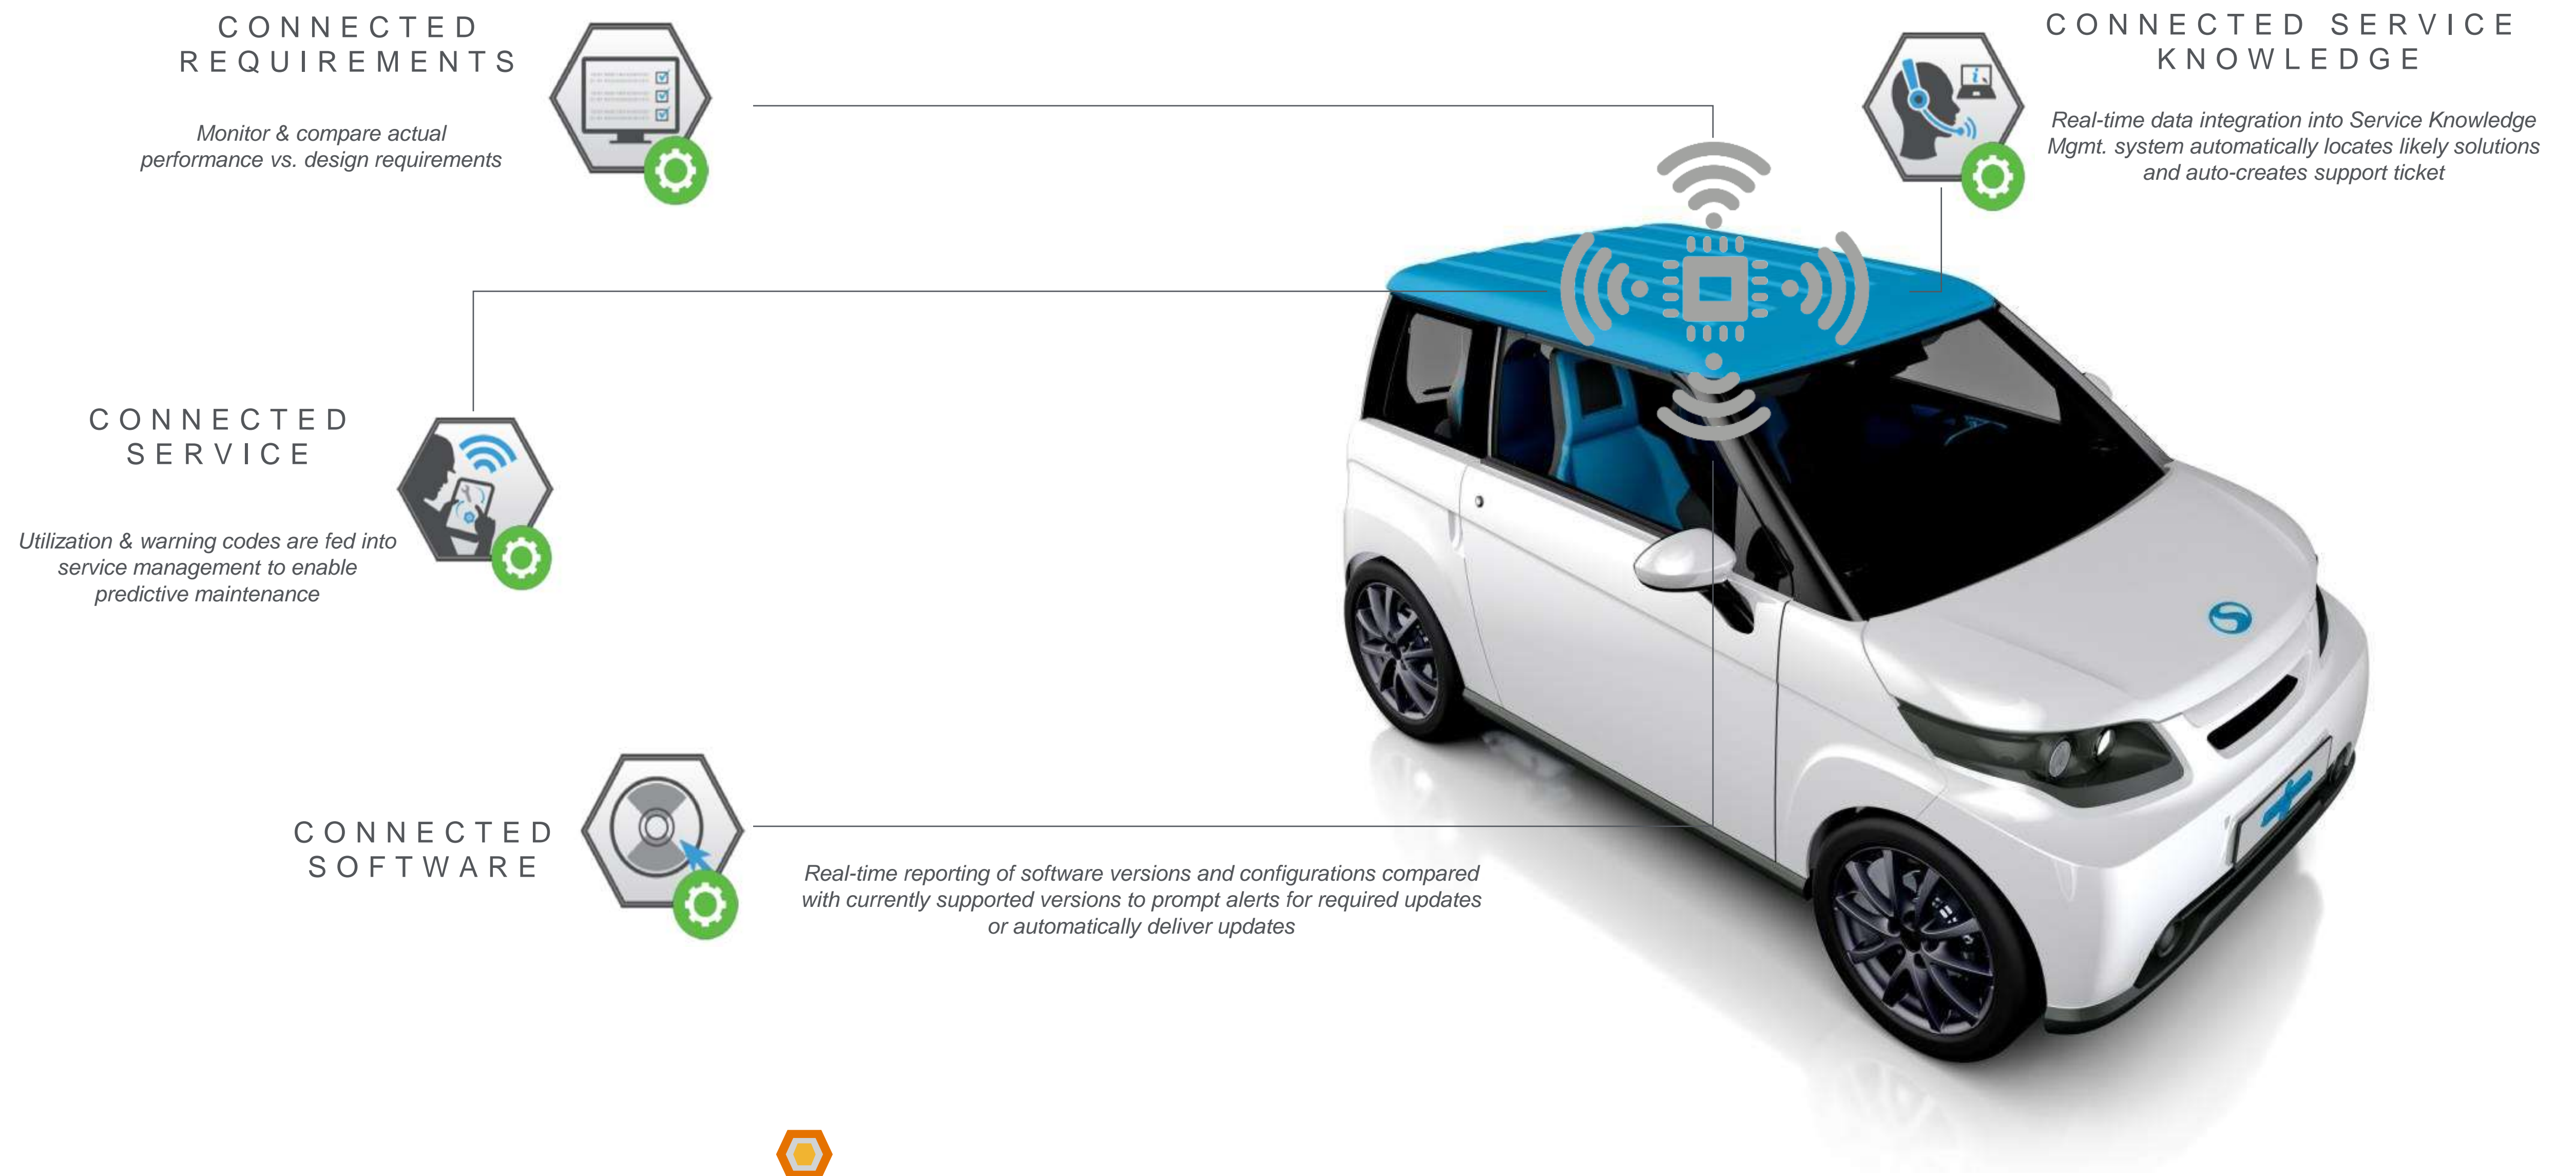 CONNECTED
REQUIREMENTS
Monitor & compare actual
performance vs. design requirements
CONNECTED SERVICE
KNOWLEDGE
Real-time data integration into Service Knowledge
Mgmt. system automatically locates likely solutions
and auto-creates support ticket
CONNECTED
SERVICE
Utilization & warning codes are fed into
service management to enable
predictive maintenance
CONNECTED
SOFTWARE
Real-time reporting of software versions and configurations compared
with currently supported versions to prompt alerts for required updates
or automatically deliver updates